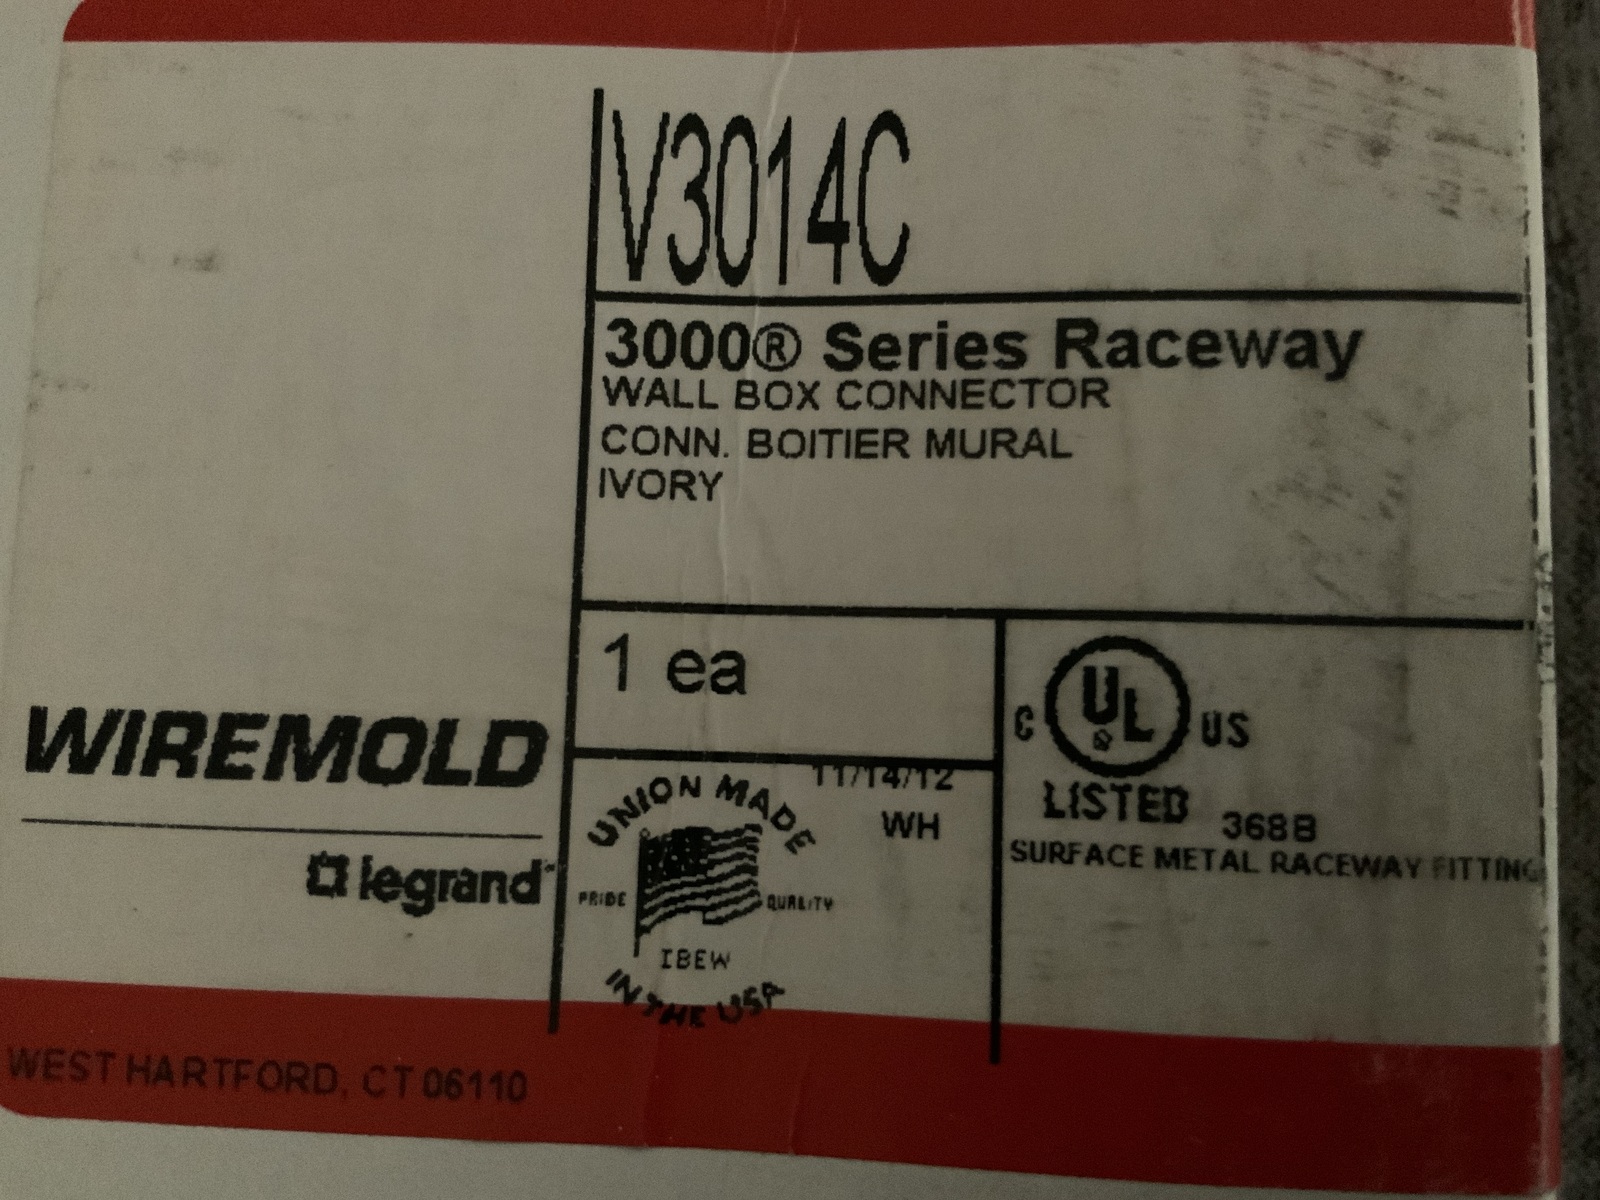 V3014C
3000® Series Raceway
WALL BOX CONNECTOR
CONN. BOITIER MURAL
IVORY
1 ea
C UL US
LISTED 368B
SURFACE METAL RACEWAY FITTING
11/14/12
WH
UNION MADE
PRIDE QUALITY
IBEW
IN THE USA
WIREMOLD
legrand
WEST HARTFORD, CT 06110